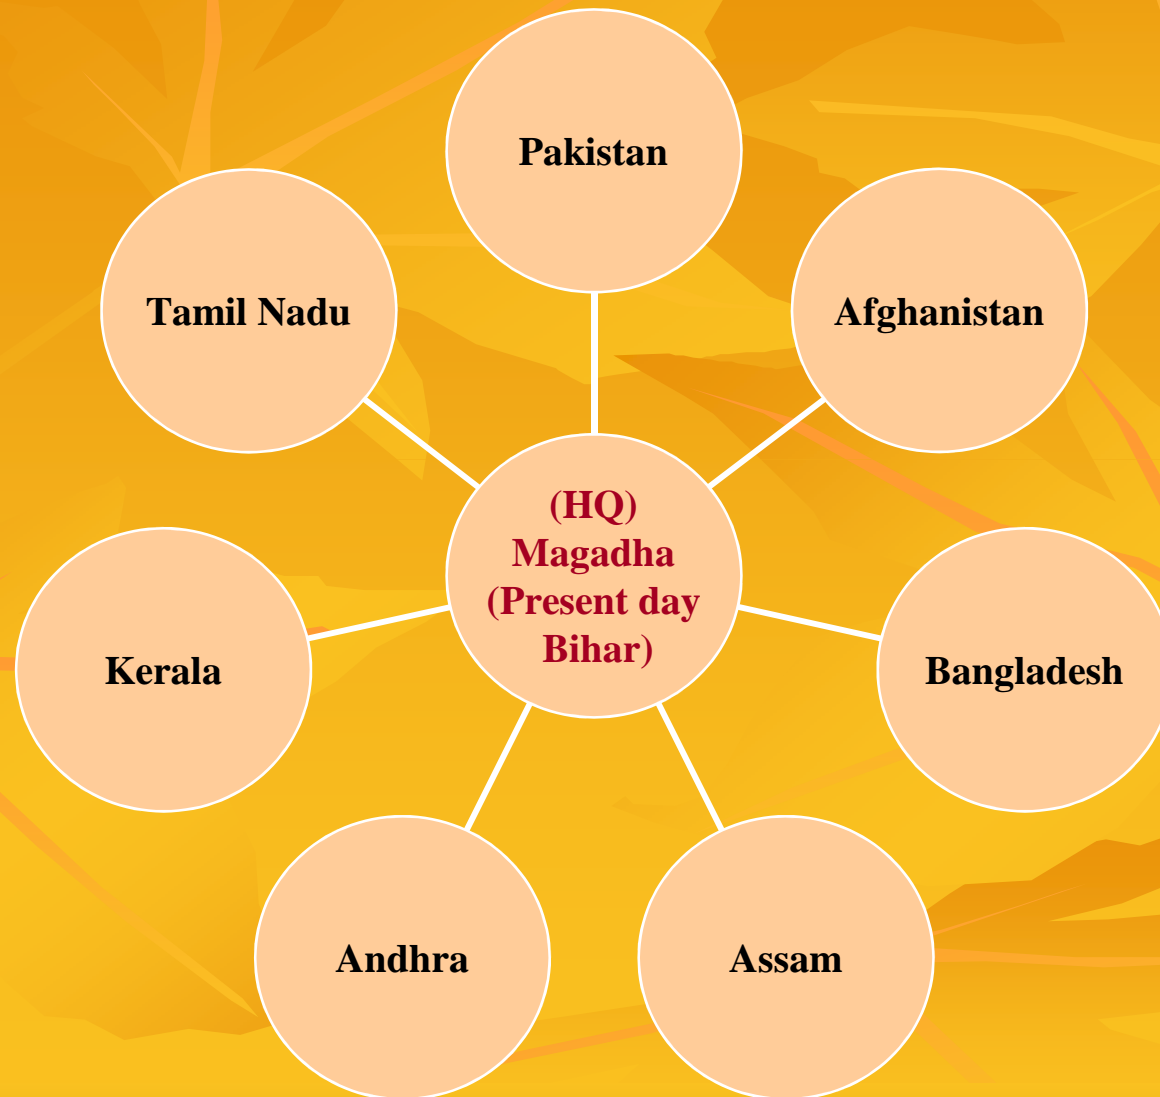 Pakistan
Tamil Nadu
Afghanistan
(HQ)
Magadha
(Present day
Bihar)
Kerala
Bangladesh
Andhra
Assam